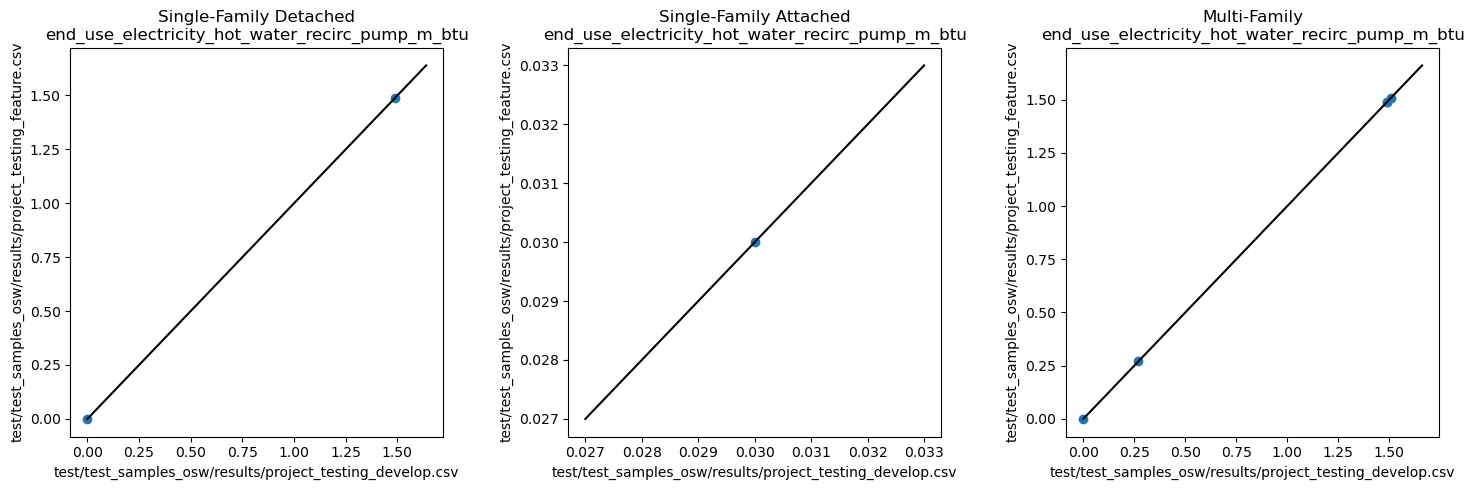 Single-Family Detached
end_use_electricity_hot_water_recirc_pump_m_btu
test/test_samples_osw/results/project_testing_feature.csv
1.50
1.25
1.00
0.75
0.50
0.25
0.00
0.00 0.25 0.50 0.75 1.00 1.25 1.50
test/test_samples_osw/results/project_testing_develop.csv
Single-Family Attached
end_use_electricity_hot_water_recirc_pump_m_btu
test/test_samples_osw/results/project_testing_feature.csv
0.033
0.032
0.031
0.030
0.029
0.028
0.027
0.027 0.028 0.029 0.030 0.031 0.032 0.033
test/test_samples_osw/results/project_testing_develop.csv
Multi-Family
end_use_electricity_hot_water_recirc_pump_m_btu
test/test_samples_osw/results/project_testing_feature.csv
1.50
1.25
1.00
0.75
0.50
0.25
0.00
0.00 0.25 0.50 0.75 1.00 1.25 1.50
test/test_samples_osw/results/project_testing_develop.csv